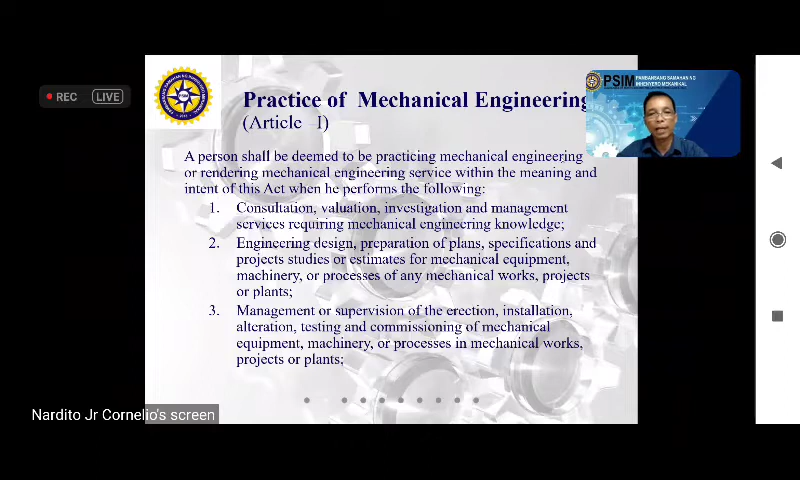 REC
LIVE
PSIM
PAMBANSANG SAMAHAN NG
INHENYERO MEKANIKAL
Practice of Mechanical Engineering
(Article I)
A person shall be deemed to be practicing mechanical engineering
or rendering mechanical engineering service within the meaning and
intent of this Act when he performs the following:
1. Consultation, valuation, investigation and management
services requiring mechanical engineering knowledge;
2. Engineering design, preparation of plans, specifications and
projects studies or estimates for mechanical equipment,
machinery, or processes of any mechanical works, projects
or plants;
3. Management or supervision of the erection, installation,
alteration, testing and commissioning of mechanical
equipment, machinery, or processes in mechanical works,
projects or plants;
Nardito Jr Cornelio's screen